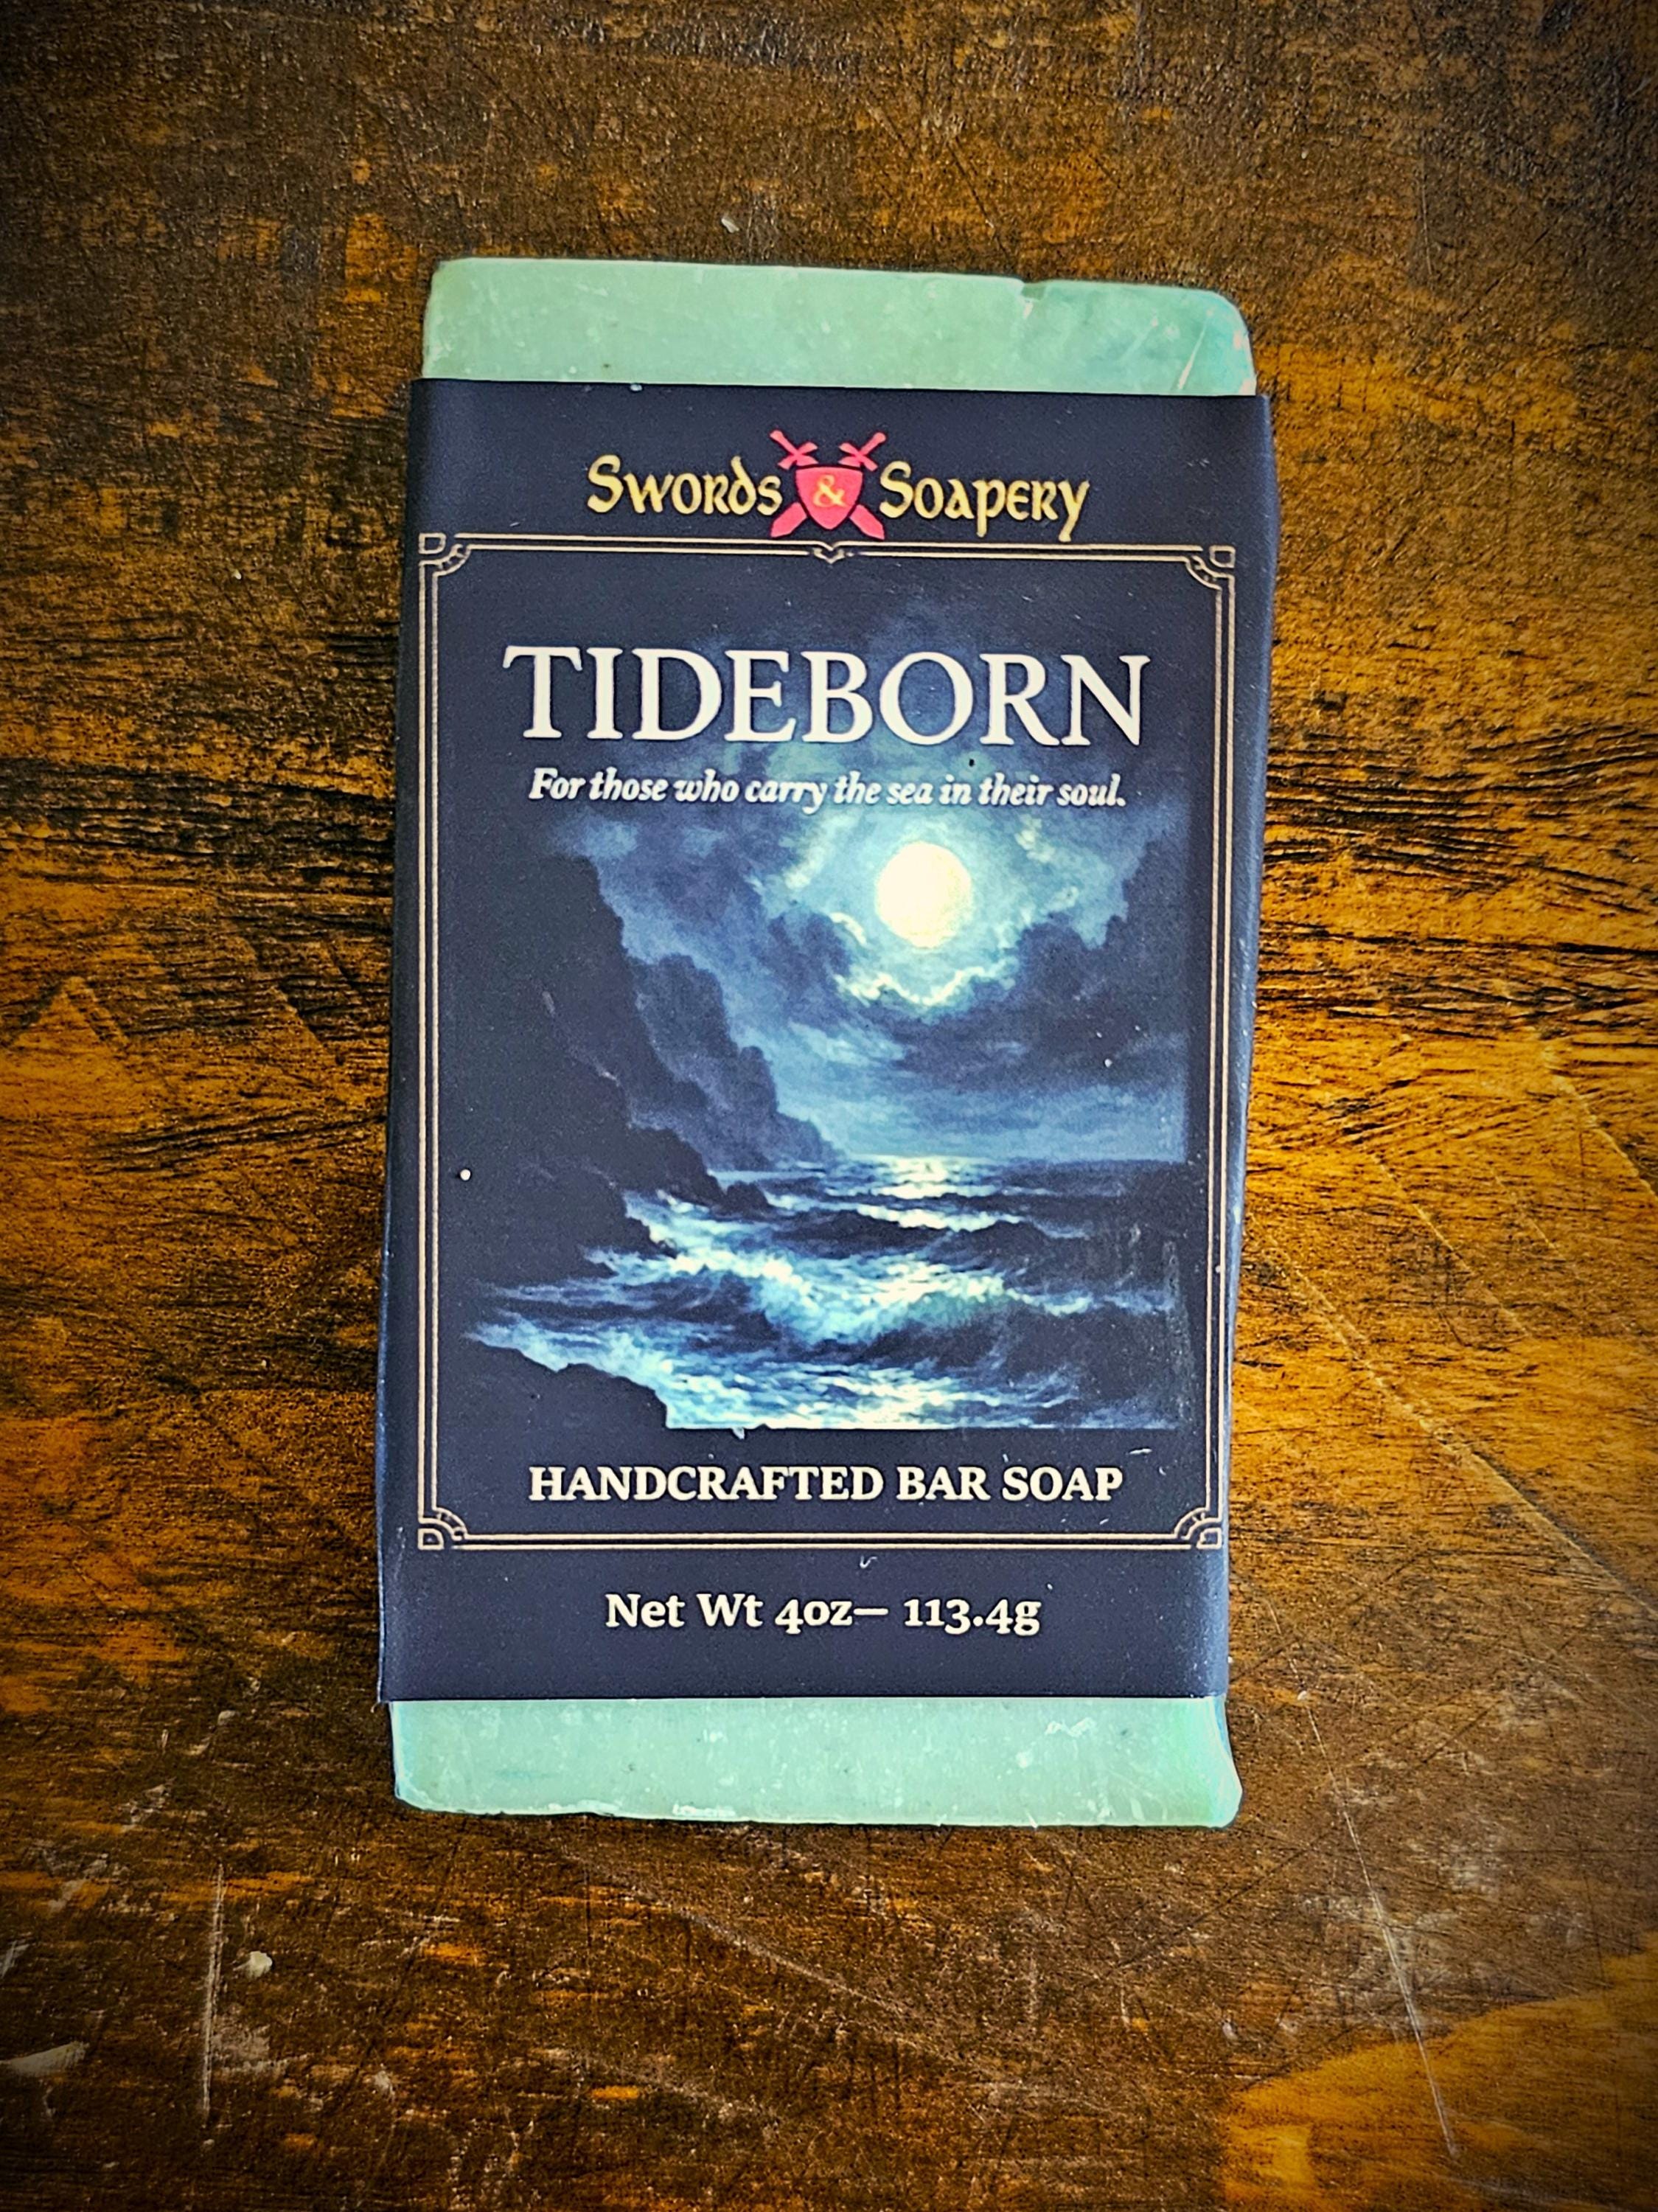 Swords & Soapery
TIDEBORN
For those who carry the sea in their soul.
HANDCRAFTED BAR SOAP
Net Wt 4oz— 113.4g